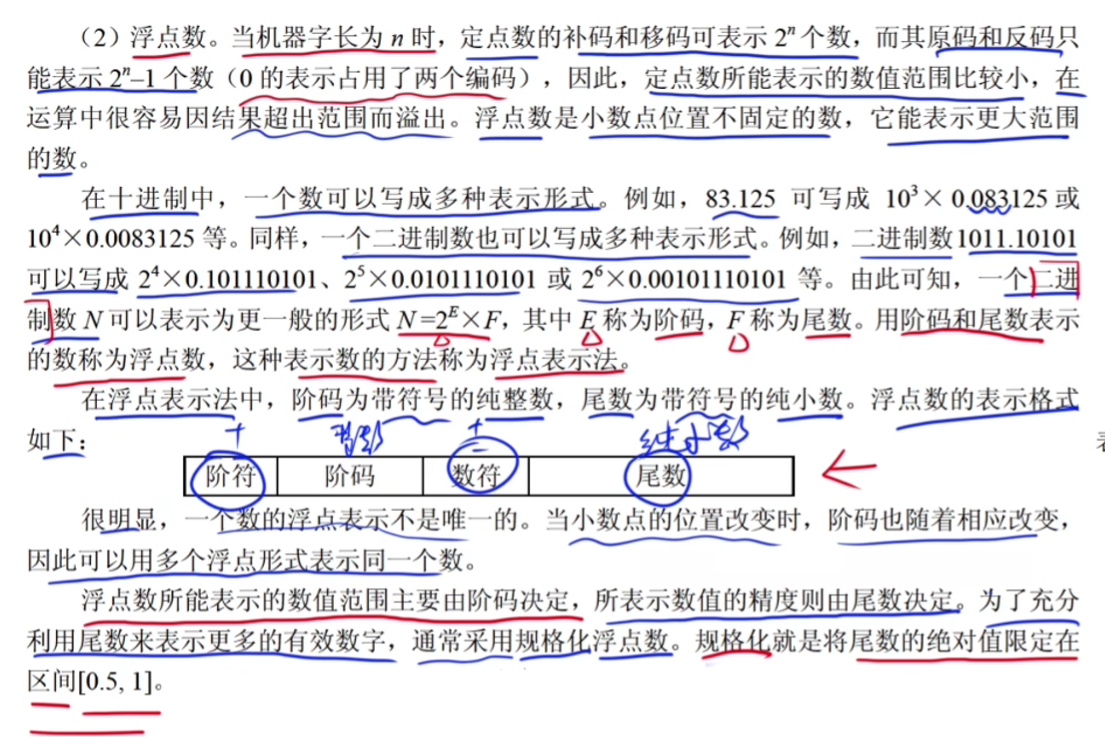 （2）浮点数。当机器字长为 n 时，定点数的补码和移码可表示 2ⁿ个数，而其原码和反码只
能表示 2ⁿ–1 个数（0 的表示占用了两个编码），因此，定点数所能表示的数值范围比较小，在
运算中很容易因结果超出范围而溢出。浮点数是小数点位置不固定的数，它能表示更大范围
的数。
在十进制中，一个数可以写成多种表示形式。例如，83.125 可写成 10³×0.083125 或
10⁴×0.0083125 等。同样，一个二进制数也可以写成多种表示形式。例如，二进制数 1011.10101
可以写成 2⁴×0.101110101、2⁵×0.0101110101 或 2⁶×0.00101110101 等。由此可知，一个二进
制数 N 可以表示为更一般的形式 N=2ᴱ×F，其中 E 称为阶码，F 称为尾数。用阶码和尾数表示
的数称为浮点数，这种表示数的方法称为浮点表示法。
在浮点表示法中，阶码为带符号的纯整数，尾数为带符号的纯小数。浮点数的表示格式
如下：
+ 整数 + 纯小数
阶符 阶码 数符 尾数
很明显，一个数的浮点表示不是唯一的。当小数点的位置改变时，阶码也随着相应改变，
因此可以用多个浮点形式表示同一个数。
浮点数所能表示的数值范围主要由阶码决定，所表示数值的精度则由尾数决定。为了充分
利用尾数来表示更多的有效数字，通常采用规格化浮点数。规格化就是将尾数的绝对值限定在
区间[0.5, 1]。